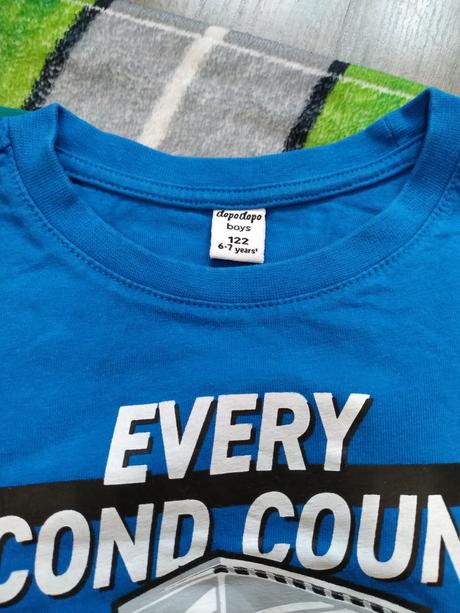 dopodopo
boys
122
6-7 years'
EVERY
COND COUN